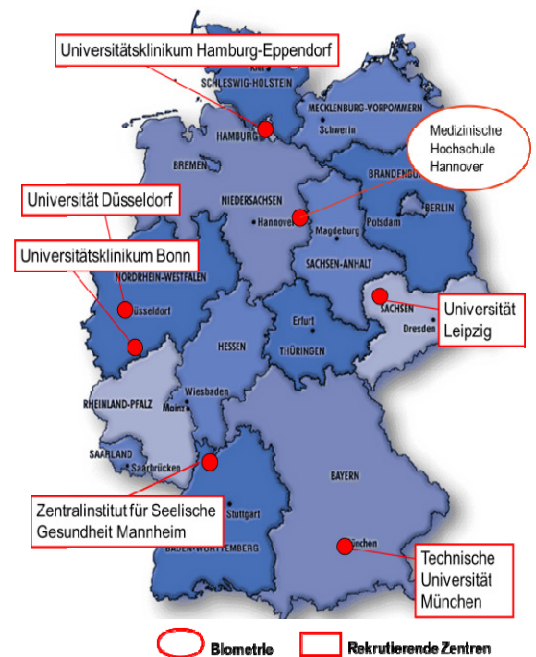 Universitätsklinikum Hamburg-Eppendorf
SCHLESWIG-HOLSTEIN
MECKLENBURG-VORPOMMERN
Schwerin
HAMBURG
Medizinische
Hochschule
Hannover
BREMEN
BRANDENBURG
NIEDERSACHSEN
BERLIN
Universität Düsseldorf
Hannover
Potsdam
Magdeburg
Universitätsklinikum Bonn
SACHSEN-ANHALT
NORDRHEIN-WESTFALEN
Düsseldorf
SACHSEN
Universität
Leipzig
Erfurt
Dresden
HESSEN
THÜRINGEN
Wiesbaden
RHEINLAND-PFALZ
Mainz
SAARLAND
Saarbrücken
BAYERN
Zentralinstitut für Seelische
Gesundheit Mannheim
Stuttgart
BADEN-WÜRTTEMBERG
München
Technische
Universität
München
Biometrie
Rekrutierende Zentren